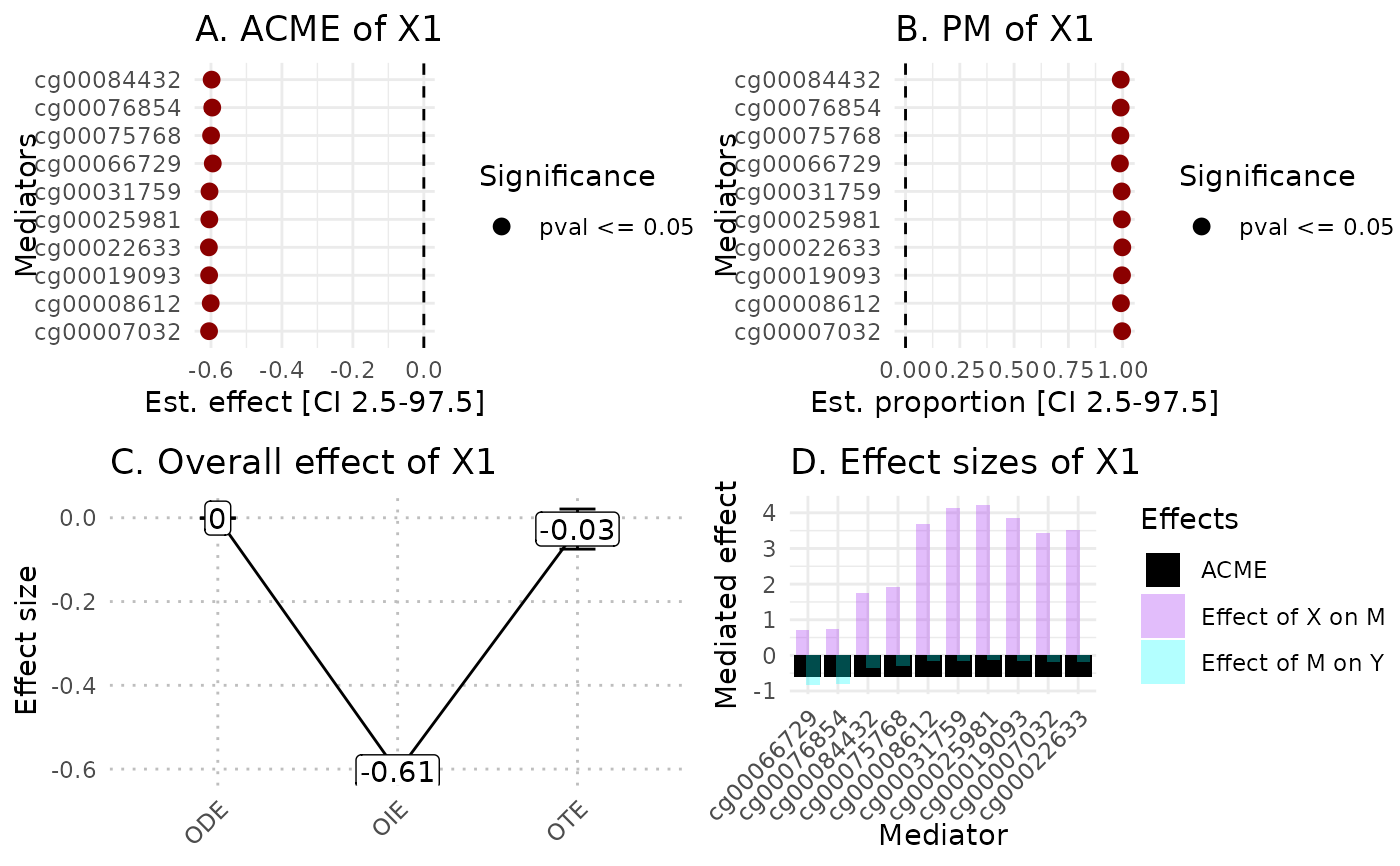 A. ACME of X1
Mediators
cg00084432
cg00076854
cg00075768
cg00066729
cg00031759
cg00025981
cg00022633
cg00019093
cg00008612
cg00007032
-0.6 -0.4 -0.2 0.0
Est. effect [CI 2.5-97.5]
Significance
pval <= 0.05
B. PM of X1
Mediators
cg00084432
cg00076854
cg00075768
cg00066729
cg00031759
cg00025981
cg00022633
cg00019093
cg00008612
cg00007032
0.00 0.25 0.50 0.75 1.00
Est. proportion [CI 2.5-97.5]
Significance
pval <= 0.05
C. Overall effect of X1
Effect size
0.0
-0.2
-0.4
-0.6
0
-0.61
-0.03
ODE
OIE
OTE
D. Effect sizes of X1
Mediated effect
4
3
2
1
0
-1
cg00066729
cg00076854
cg00084432
cg00075768
cg00008612
cg00031759
cg00025981
cg00019093
cg00007032
cg00022633
Mediator
Effects
ACME
Effect of X on M
Effect of M on Y